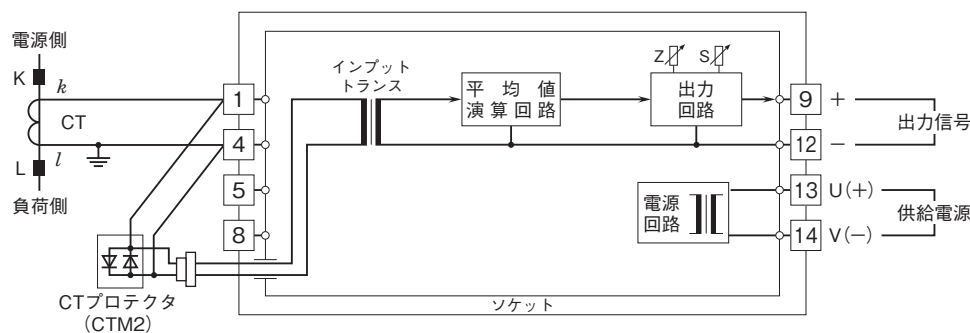 電源側
K
k
CT
l
L
負荷側
CTプロテクタ
(CTM2)
1
4
5
8
インプット
トランス
平均値
演算回路
Z
S
出力
回路
電源
回路
9
+
12
−
出力信号
13
U(+)
14
V(−)
供給電源
ソケット